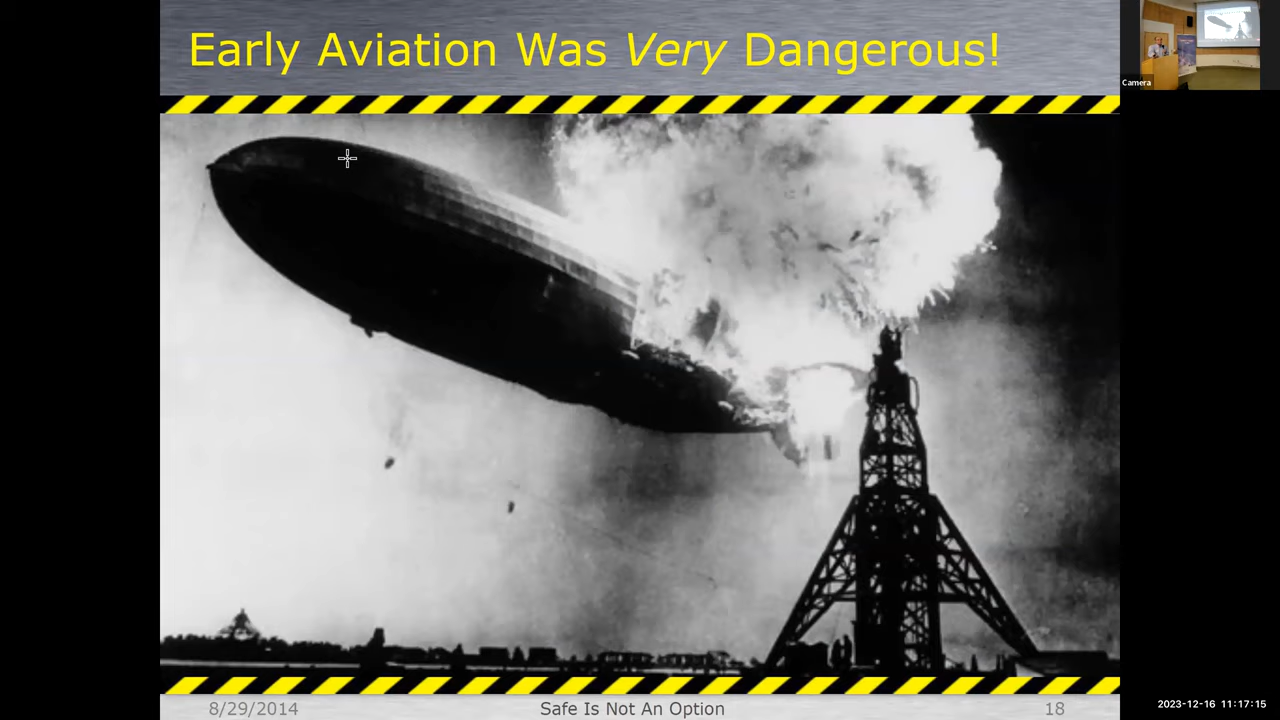 Early Aviation Was Very Dangerous!
Camera
8/29/2014
Safe Is Not An Option
18
2023-12-16 11:17:15